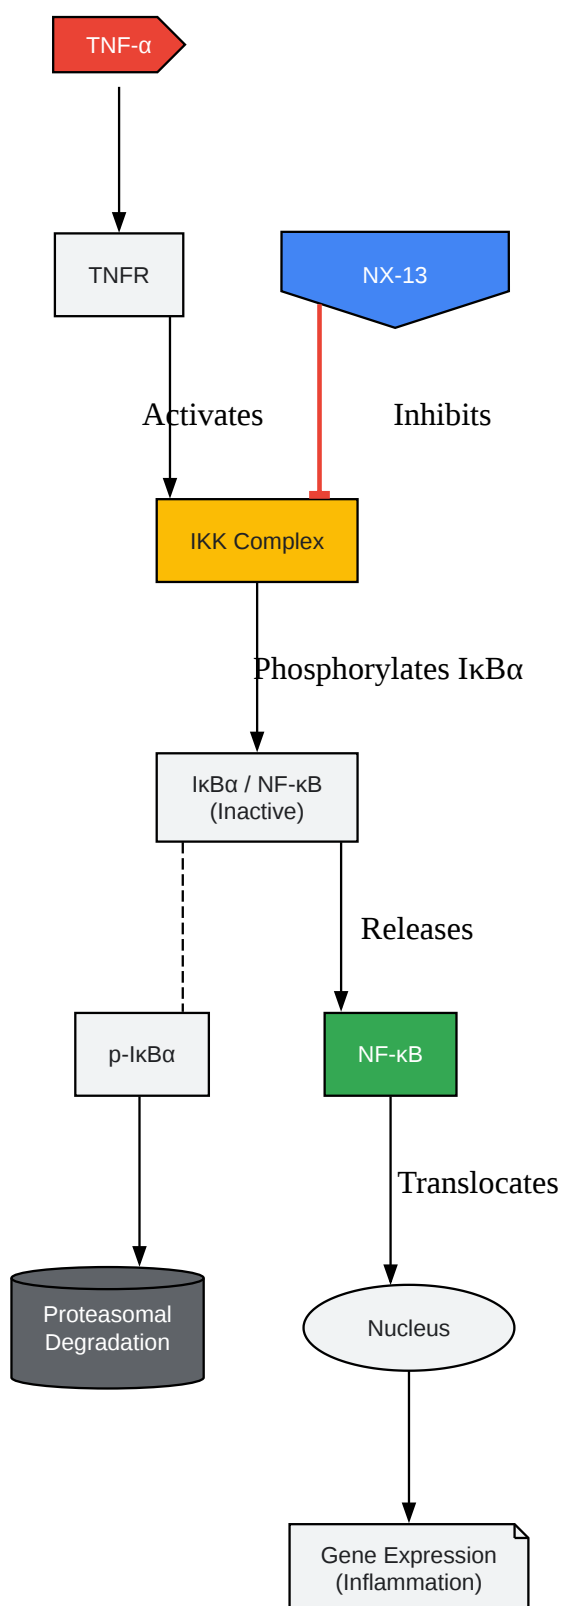 TNF-α
TNFR
NX-13
Activates
Inhibits
IKK Complex
Phosphorylates IκBα
IκBα / NF-κB
(Inactive)
Releases
p-IκBα
NF-κB
Translocates
Proteasomal
Degradation
Nucleus
Gene Expression
(Inflammation)